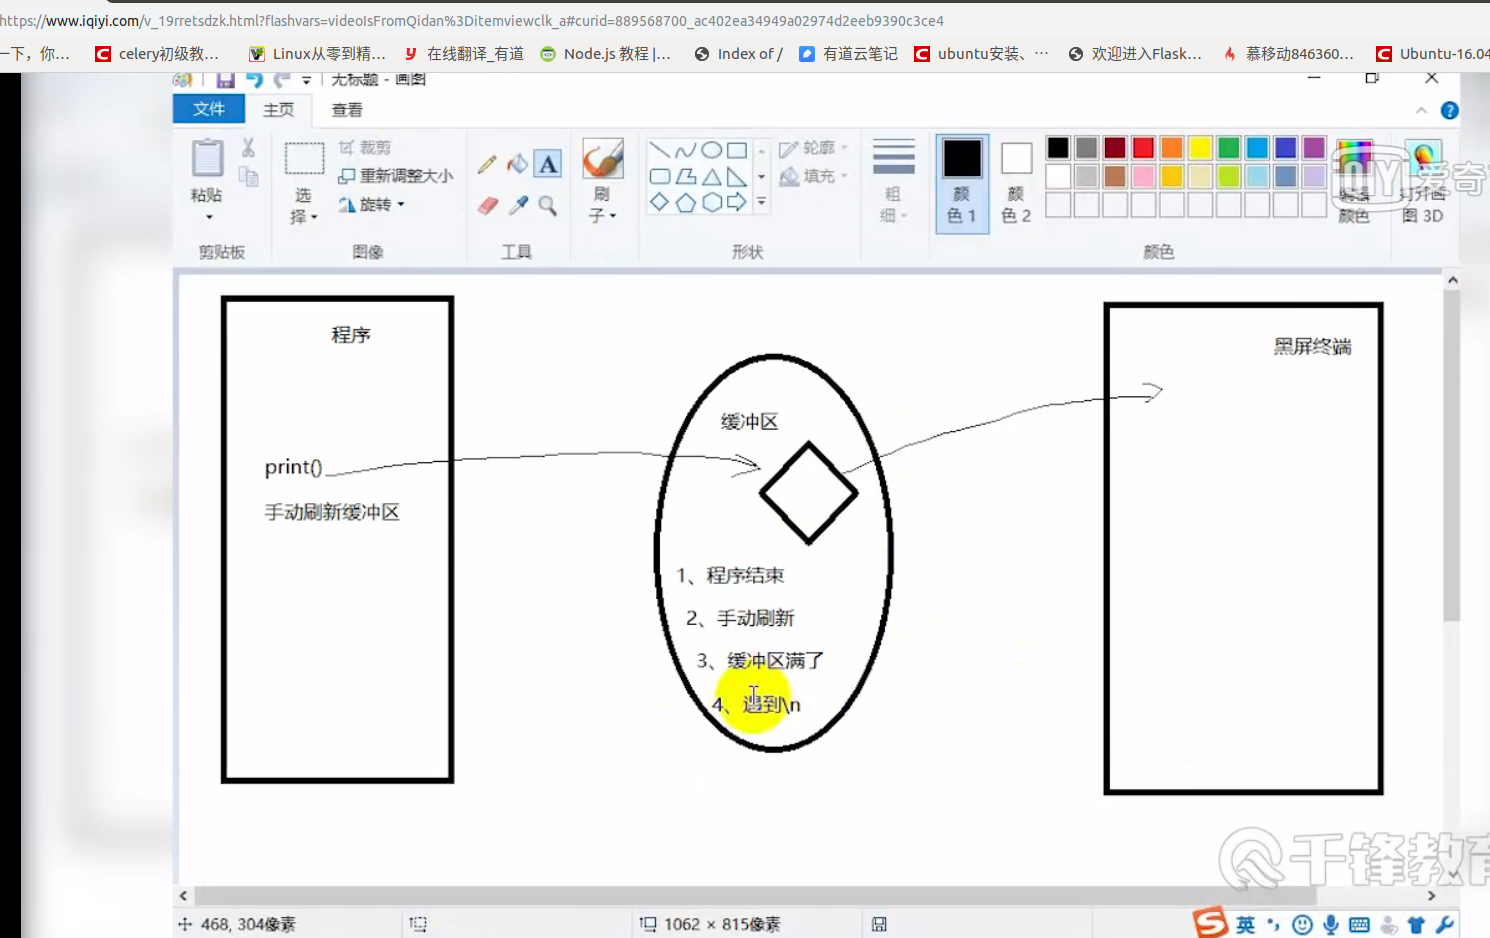 https://www.iqiyi.com/v_19rretsdzk.html?flashvars=videoIsFromQidan%3Ditemviewclk_a#curid=889568700_ac402ea34949a02974d2eeb9390c3ce4
一下，你... celery初级教... Linux从零到精... 在线翻译_有道 Node.js 教程 |... Index of / 有道云笔记 ubuntu安装、... 欢迎进入Flask... 慕移动846360... Ubuntu-16.04
无标题 - 画图
文件 主页 查看
粘贴
选择
裁剪
重新调整大小
旋转
刷子
轮廓
填充
粗细
颜色 1
颜色 2
编辑颜色
图 3D
爱奇
剪贴板 图像 工具 形状 颜色
程序
print()
手动刷新缓冲区
缓冲区
1、程序结束
2、手动刷新
3、缓冲区满了
4、遇到\n
黑屏终端
千锋教育
468, 304像素
1062 × 815像素
英